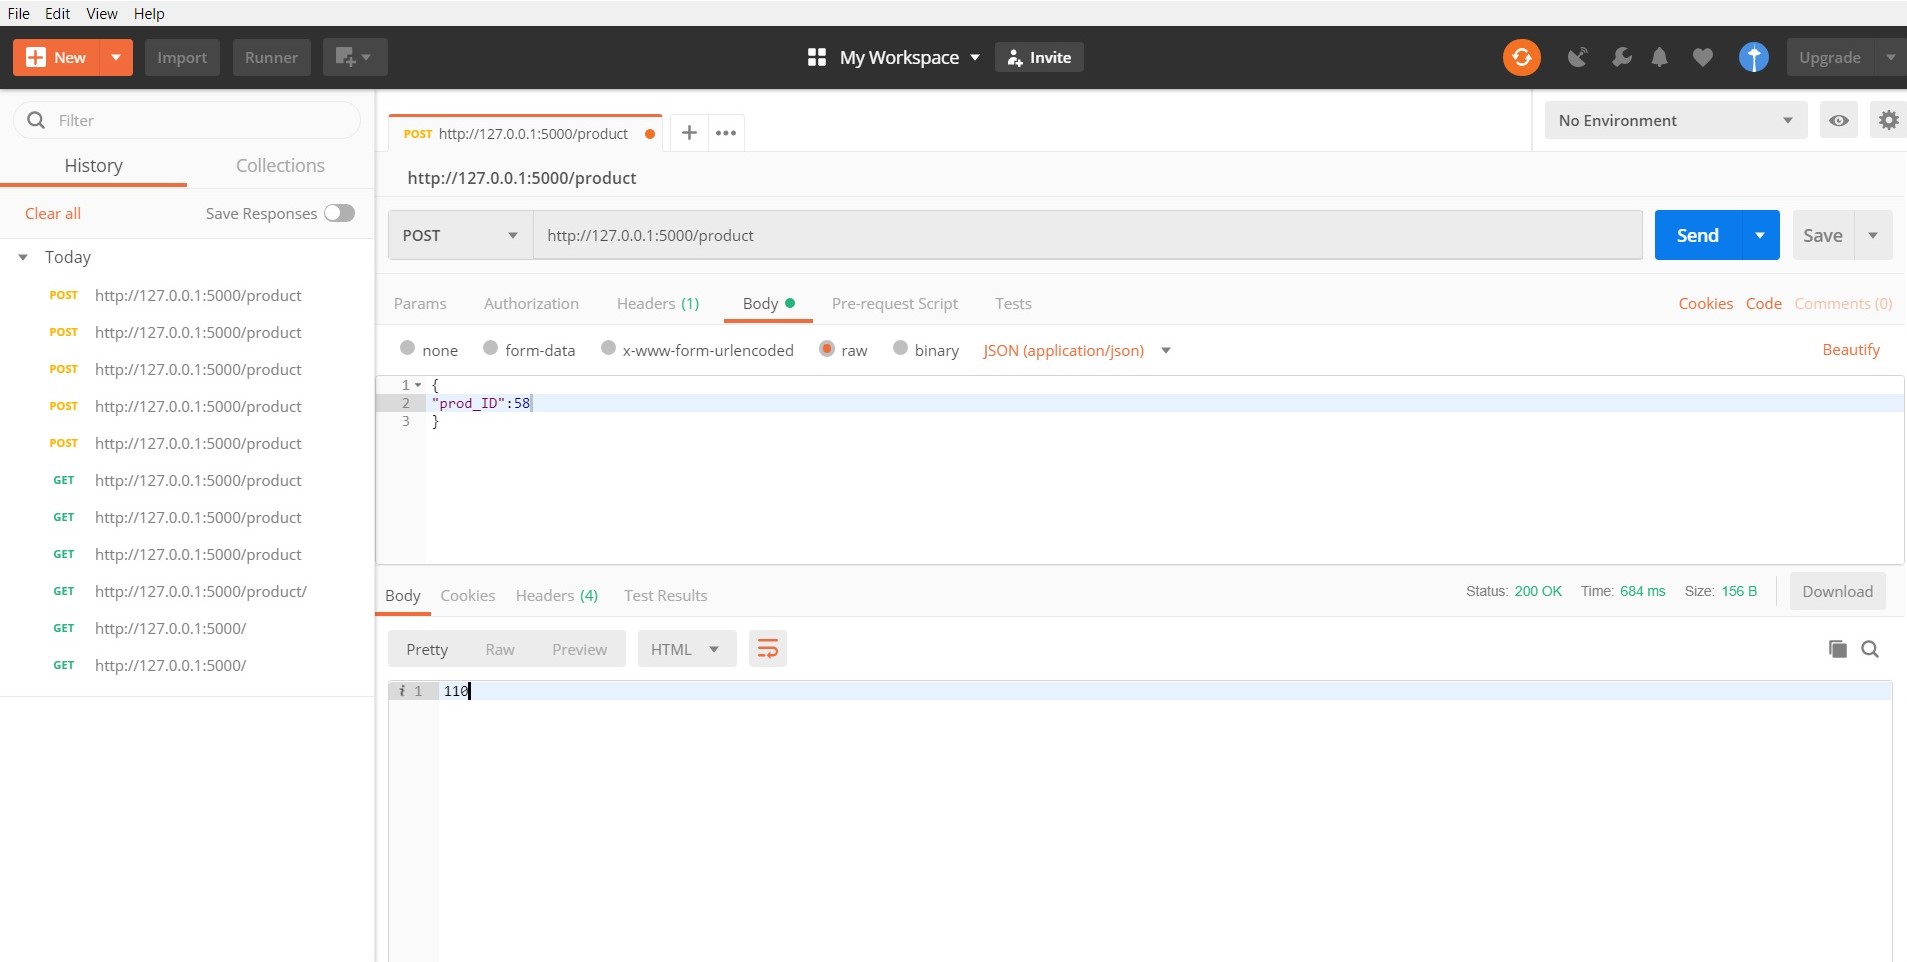 File Edit View Help
New Import Runner My Workspace Invite Upgrade
Filter
History Collections
Clear all Save Responses
Today
POST http://127.0.0.1:5000/product
POST http://127.0.0.1:5000/product
POST http://127.0.0.1:5000/product
POST http://127.0.0.1:5000/product
POST http://127.0.0.1:5000/product
GET http://127.0.0.1:5000/product
GET http://127.0.0.1:5000/product
GET http://127.0.0.1:5000/product
GET http://127.0.0.1:5000/product/
GET http://127.0.0.1:5000/
GET http://127.0.0.1:5000/
POST http://127.0.0.1:5000/product
No Environment
http://127.0.0.1:5000/product
POST http://127.0.0.1:5000/product Send Save
Params Authorization Headers (1) Body Pre-request Script Tests Cookies Code Comments (0)
none form-data x-www-form-urlencoded raw binary JSON (application/json) Beautify
1 {
2 "prod_ID":58
3 }
Body Cookies Headers (4) Test Results Status: 200 OK Time: 684 ms Size: 156 B Download
Pretty Raw Preview HTML
i 1 110